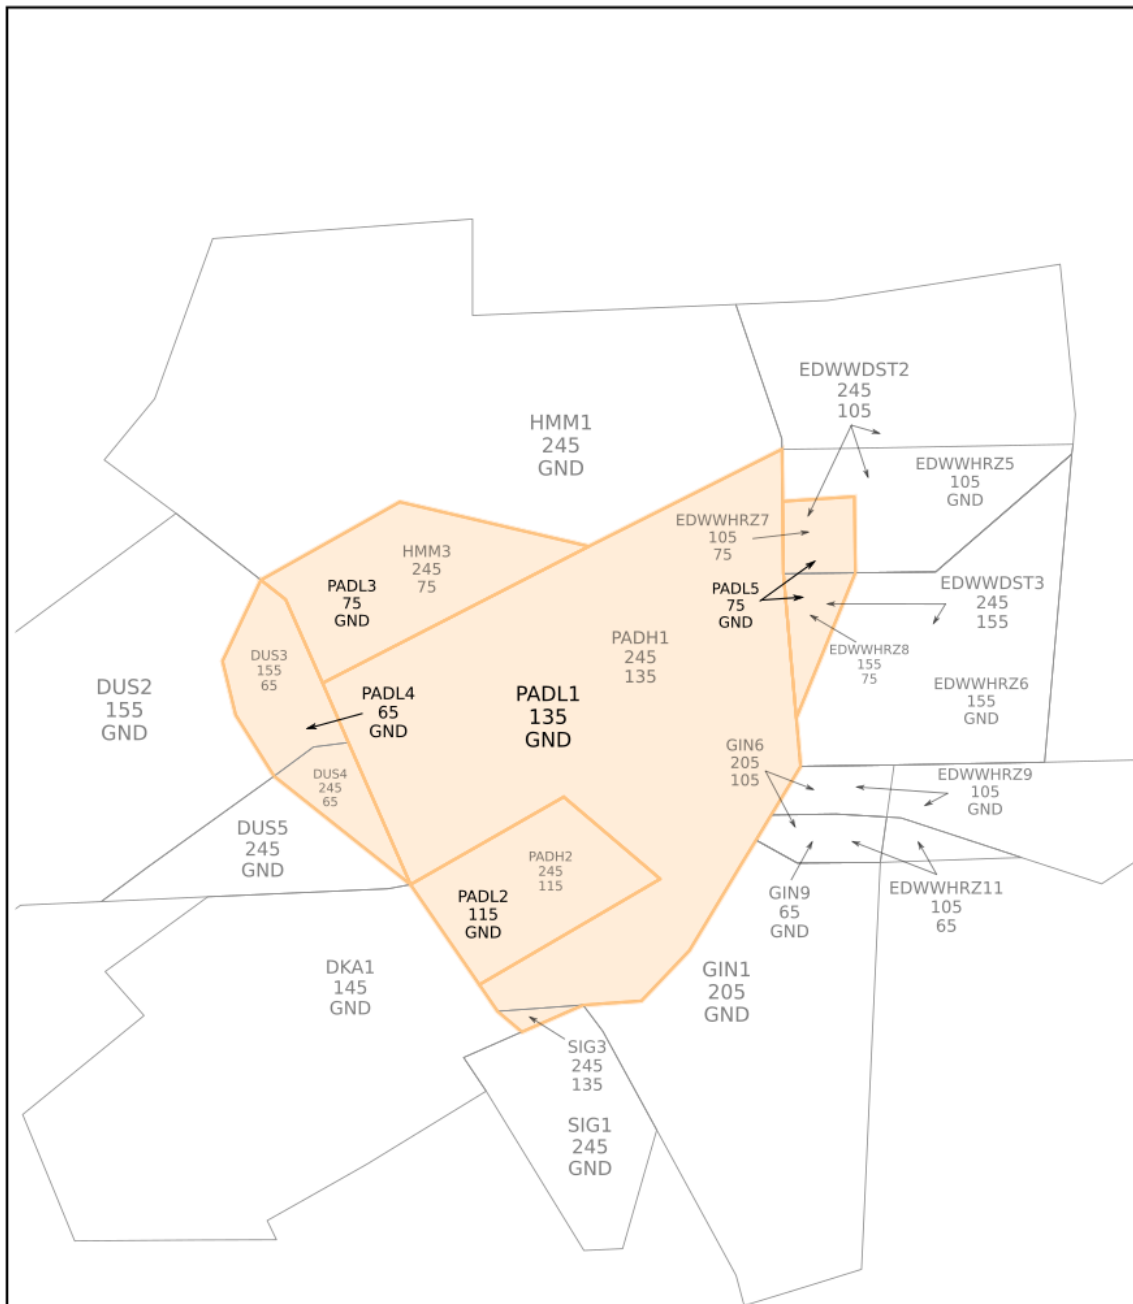 EDWWDST2
245
105
HMM1
245
GND
EDWWHRZ5
105
GND
EDWWHRZ7
105
75
HMM3
245
75
PADL3
75
GND
PADL5
75
GND
EDWWDST3
245
155
PADH1
245
135
EDWWHRZ8
155
75
DUS3
155
65
DUS2
155
GND
PADL4
65
GND
PADL1
135
GND
EDWWHRZ6
155
GND
GIN6
205
105
DUS4
245
65
EDWWHRZ9
105
GND
DUS5
245
GND
PADH2
245
115
PADL2
115
GND
GIN9
65
GND
EDWWHRZ11
105
65
DKA1
145
GND
GIN1
205
GND
SIG3
245
135
SIG1
245
GND